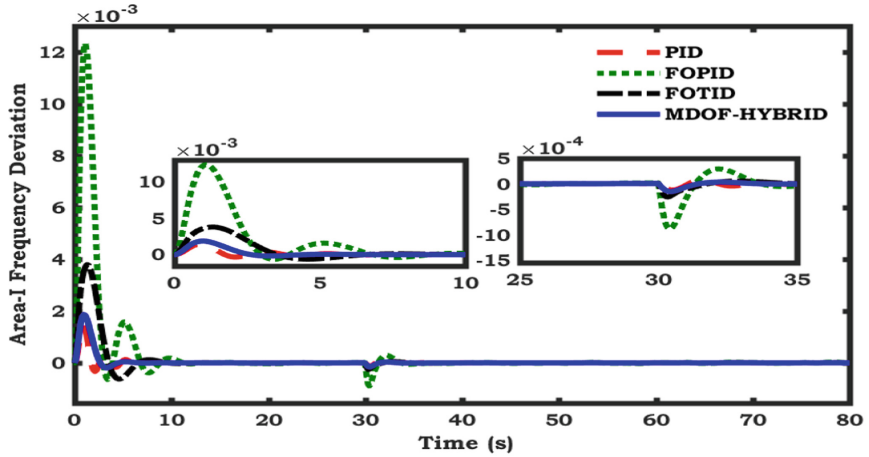 ×10⁻³
12
10
8
6
4
2
0
Area-I Frequency Deviation
PID
FOPID
FOTID
MDOF-HYBRID
×10⁻³
10
5
0
0 5 10
×10⁻⁴
5
0
-5
-10
-15
25 30 35
0 10 20 30 40 50 60 70 80
Time (s)